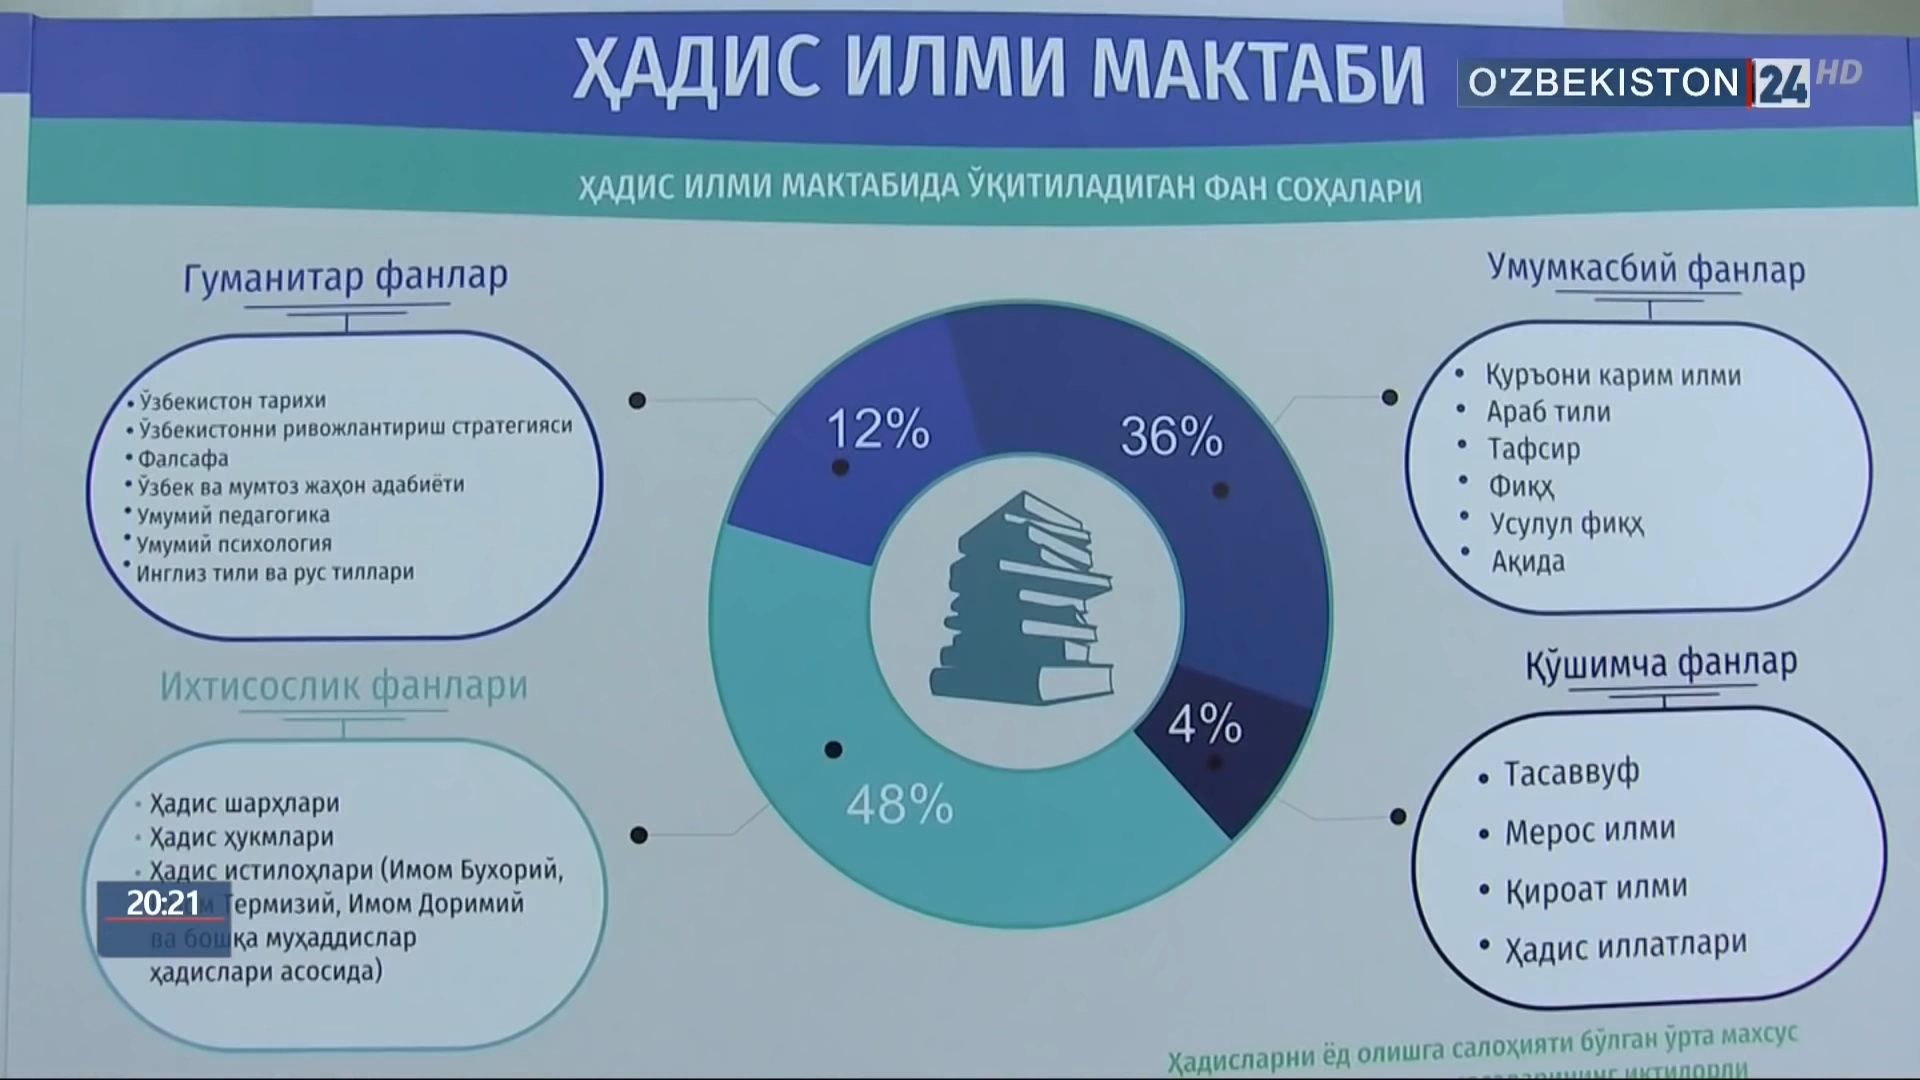 ҲАДИС ИЛМИ МАКТАБИ
O'ZBEKISTON 24 HD
ҲАДИС ИЛМИ МАКТАБИДА ЎҚИТИЛАДИГАН ФАН СОҲАЛАРИ
Гуманитар фанлар
• Ўзбекистон тарихи
• Ўзбекистонни ривожлантириш стратегияси
• Фалсафа
• Ўзбек ва мумтоз жаҳон адабиёти
• Умумий педагогика
• Умумий психология
• Инглиз тили ва рус тиллари
12%
36%
4%
48%
Умумкасбий фанлар
• Қуръони карим илми
• Араб тили
• Тафсир
• Фиқҳ
• Усулул фиқҳ
• Ақида
Ихтисослик фанлари
• Ҳадис шарҳлари
• Ҳадис ҳукмлари
• Ҳадис истилоҳлари (Имом Бухорий,
Термизий, Имом Доримий
ва бошқа муҳаддислар
ҳадислари асосида)
20:21
Қўшимча фанлар
• Тасаввуф
• Мерос илми
• Қироат илми
• Ҳадис иллатлари
Ҳадисларни ёд олишга салоҳияти бўлган ўрта махсус